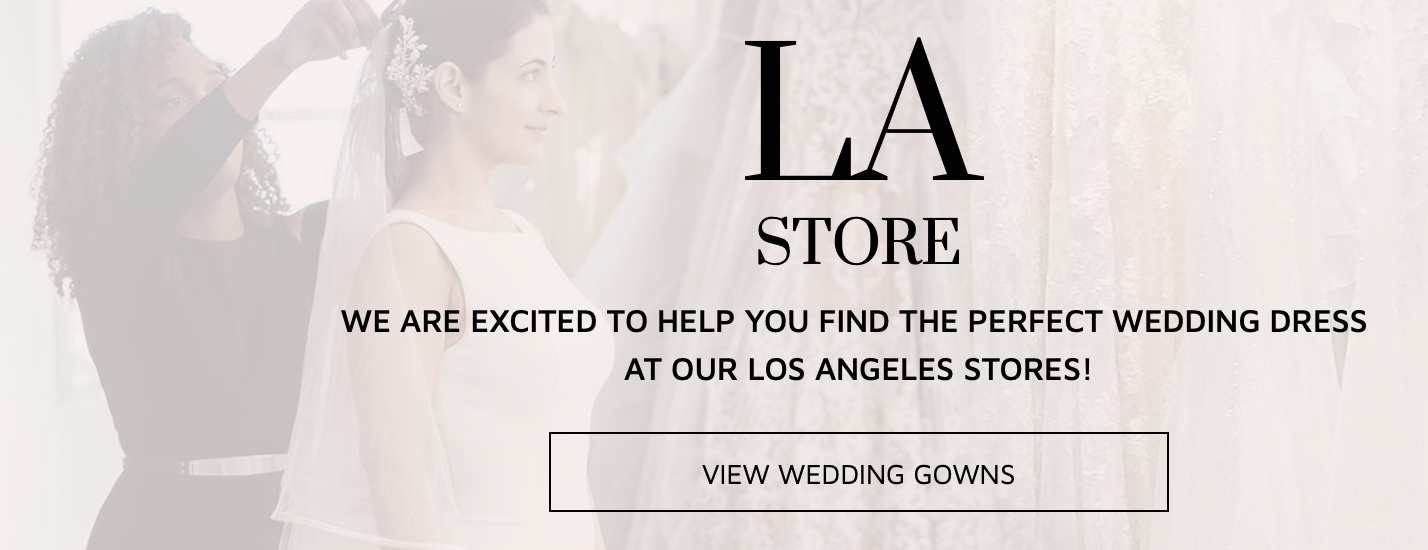 LA
STORE
WE ARE EXCITED TO HELP YOU FIND THE PERFECT WEDDING DRESS
AT OUR LOS ANGELES STORES!
VIEW WEDDING GOWNS